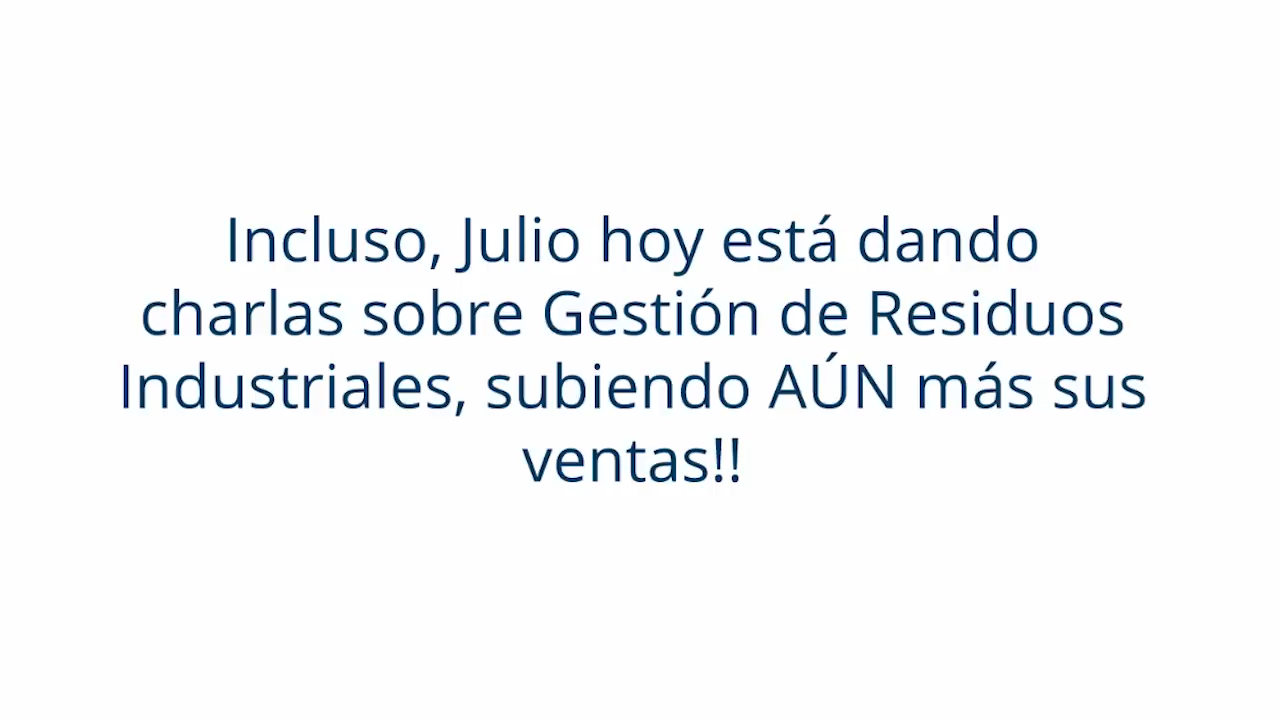 Incluso, Julio hoy está dando
charlas sobre Gestión de Residuos
Industriales, subiendo AÚN más sus
ventas!!